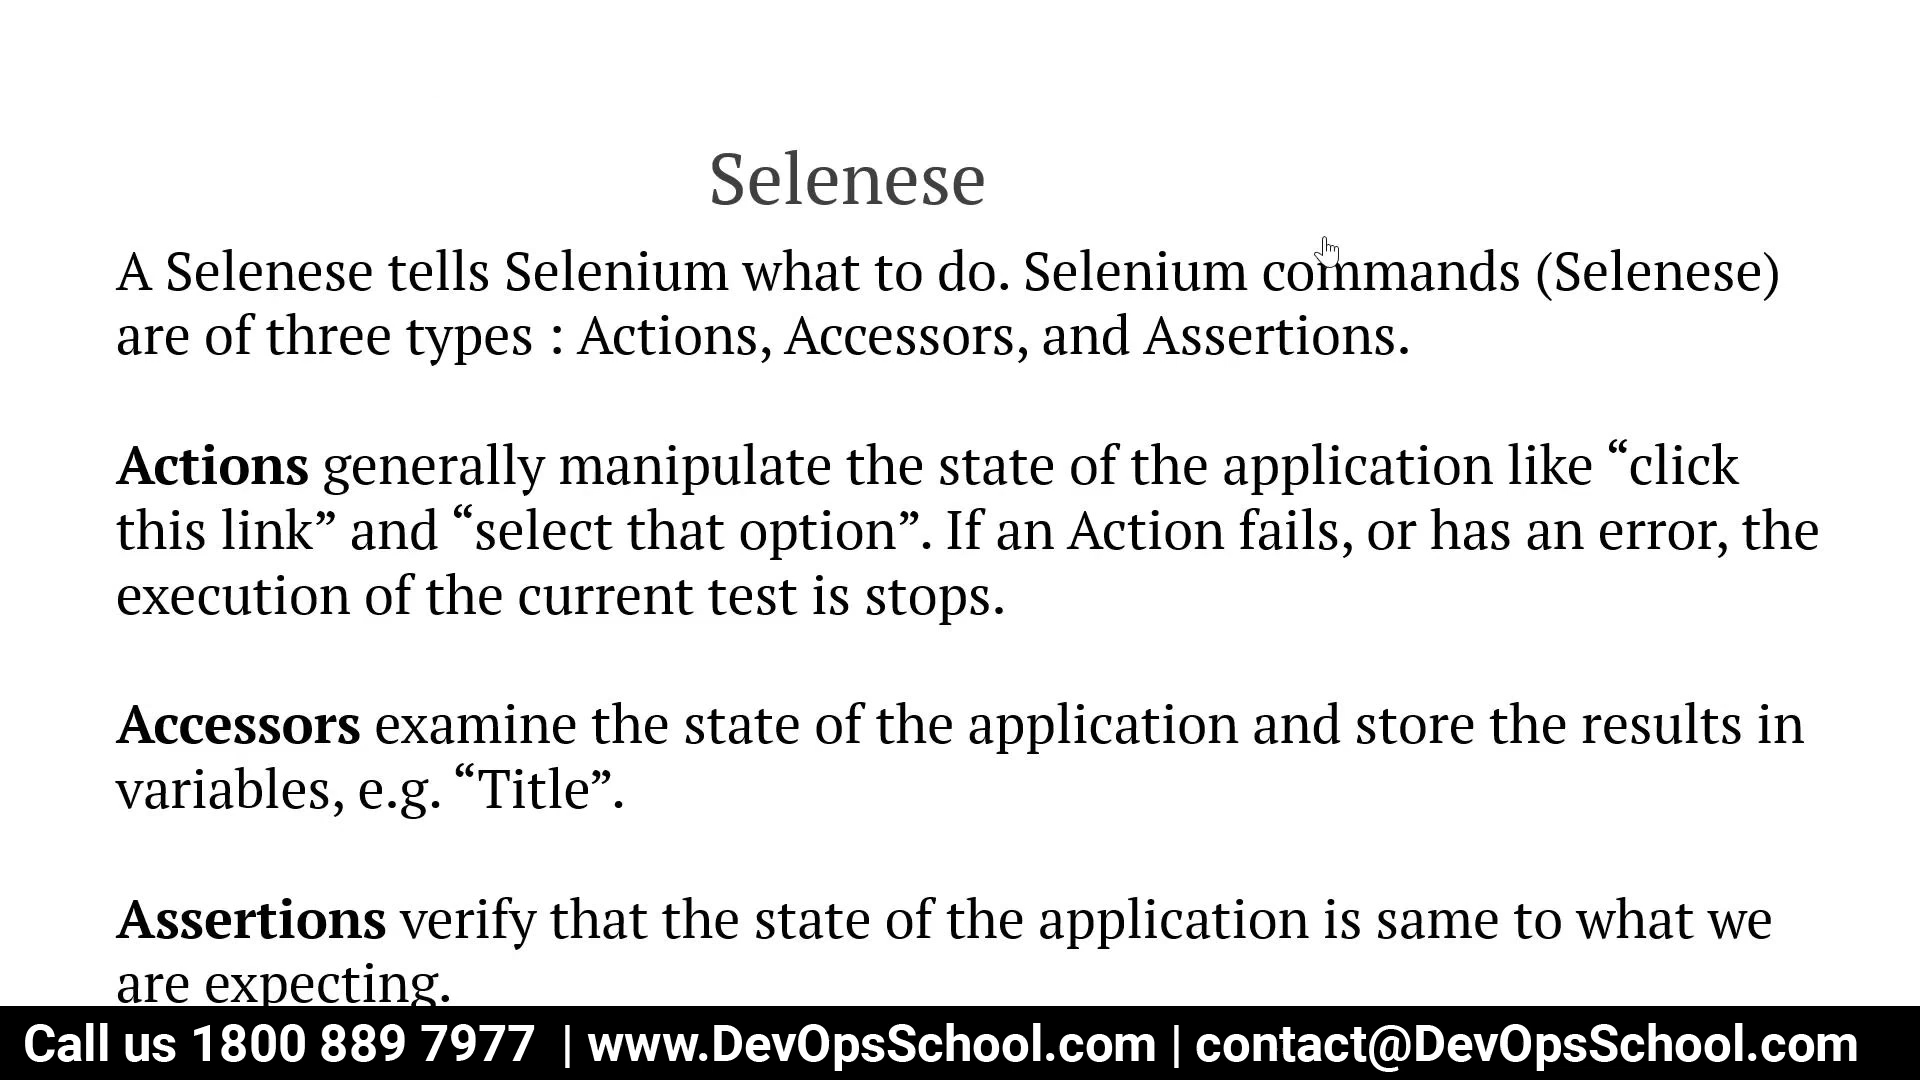 Selenese
A Selenese tells Selenium what to do. Selenium commands (Selenese)
are of three types : Actions, Accessors, and Assertions.
Actions generally manipulate the state of the application like “click
this link” and “select that option”. If an Action fails, or has an error, the
execution of the current test is stops.
Accessors examine the state of the application and store the results in
variables, e.g. “Title”.
Assertions verify that the state of the application is same to what we
are expecting.
Call us 1800 889 7977 | www.DevOpsSchool.com | contact@DevOpsSchool.com